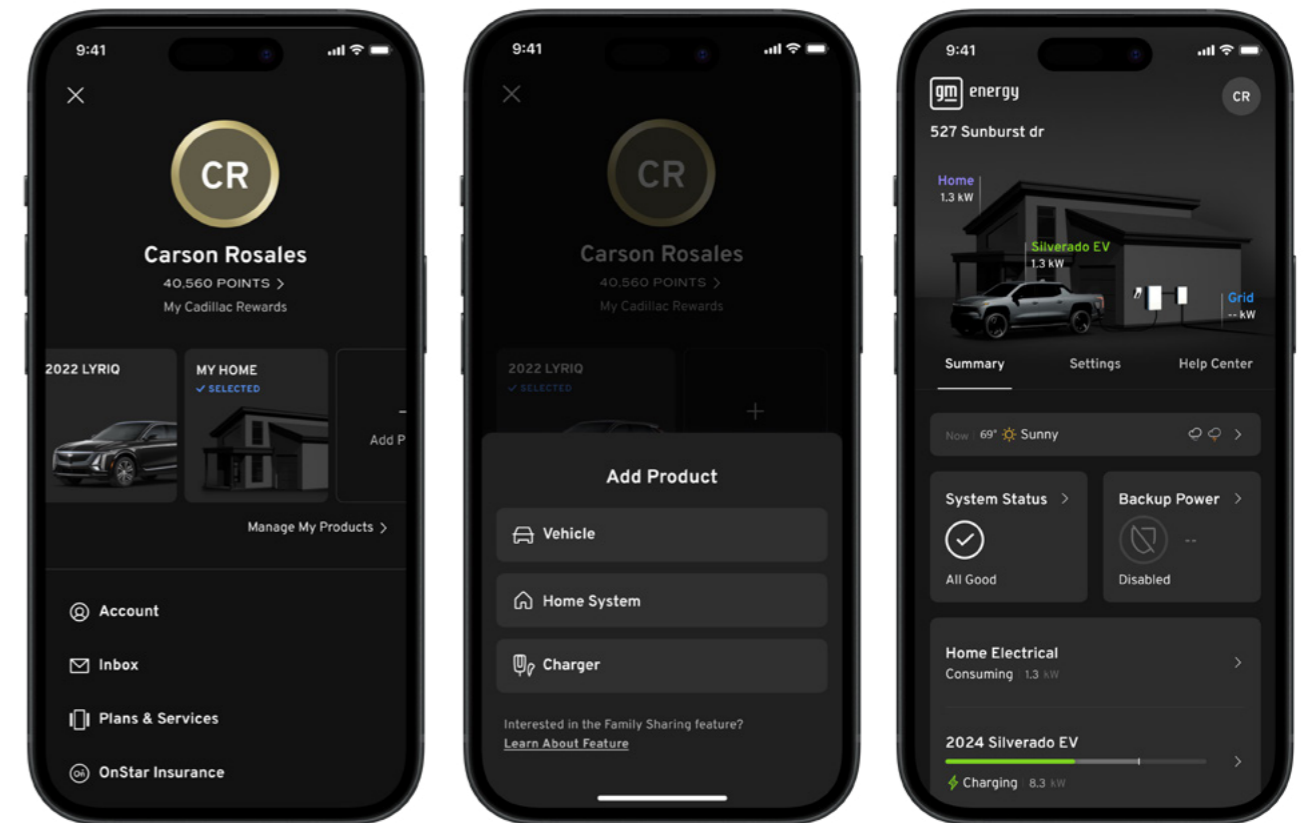 9:41
CR
Carson Rosales
40,560 POINTS >
My Cadillac Rewards
2022 LYRIQ
MY HOME
✓ SELECTED
Add P
Manage My Products >
Account
Inbox
Plans & Services
OnStar Insurance
9:41
CR
Carson Rosales
40,560 POINTS >
My Cadillac Rewards
2022 LYRIQ
✓ SELECTED
Add Product
Vehicle
Home System
Charger
Interested in the Family Sharing feature?
Learn About Feature
9:41
gm energy
CR
527 Sunburst dr
Home
1.3 kW
Silverado EV
1.3 kW
Grid
-- kW
Summary Settings Help Center
Now 69° Sunny
System Status >
All Good
Backup Power >
--
Disabled
Home Electrical
Consuming 1.3 kW
2024 Silverado EV
Charging 8.3 kW